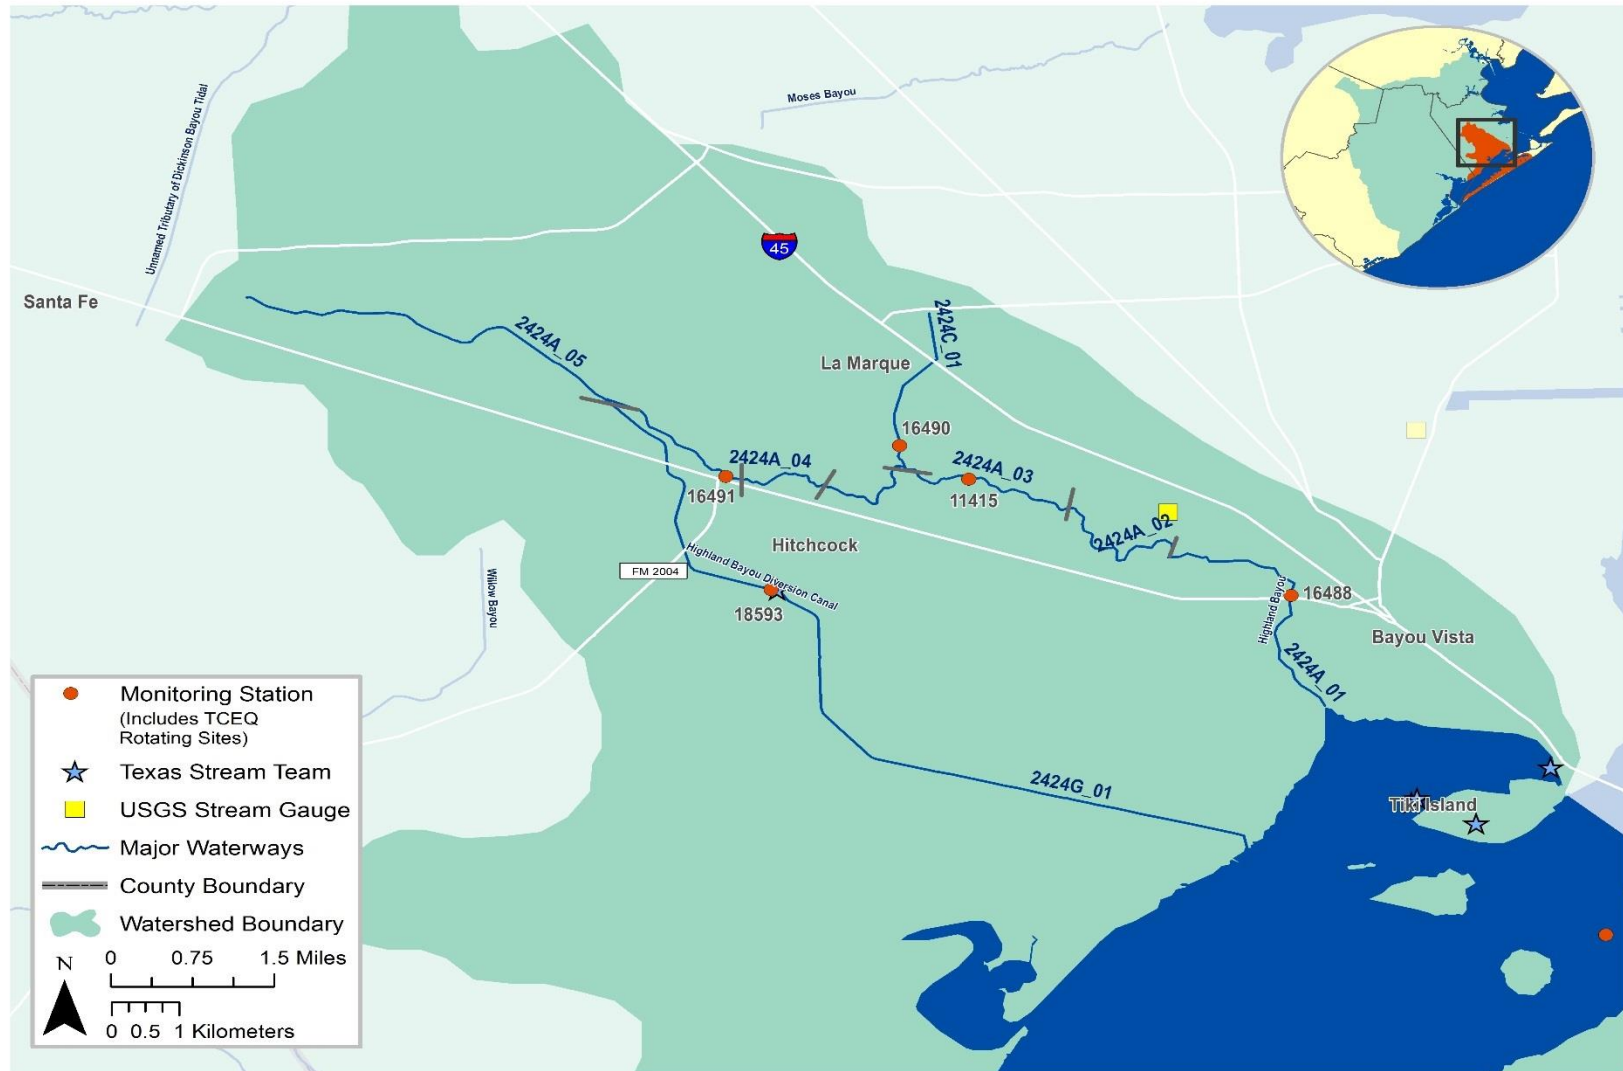 Moses Bayou
Unnamed Tributary of Dickinson Bayou Tidal
45
Santa Fe
2424A_05
2424C_01
La Marque
16490
2424A_04
2424A_03
16491
11415
2424A_02
Hitchcock
FM 2004
Highland Bayou Diversion Canal
18593
Willow Bayou
Highland Bayou
16488
Bayou Vista
2424A_01
2424G_01
Tiki Island
Monitoring Station
(Includes TCEQ
Rotating Sites)
Texas Stream Team
USGS Stream Gauge
Major Waterways
County Boundary
Watershed Boundary
N
0 0.75 1.5 Miles
0 0.5 1 Kilometers